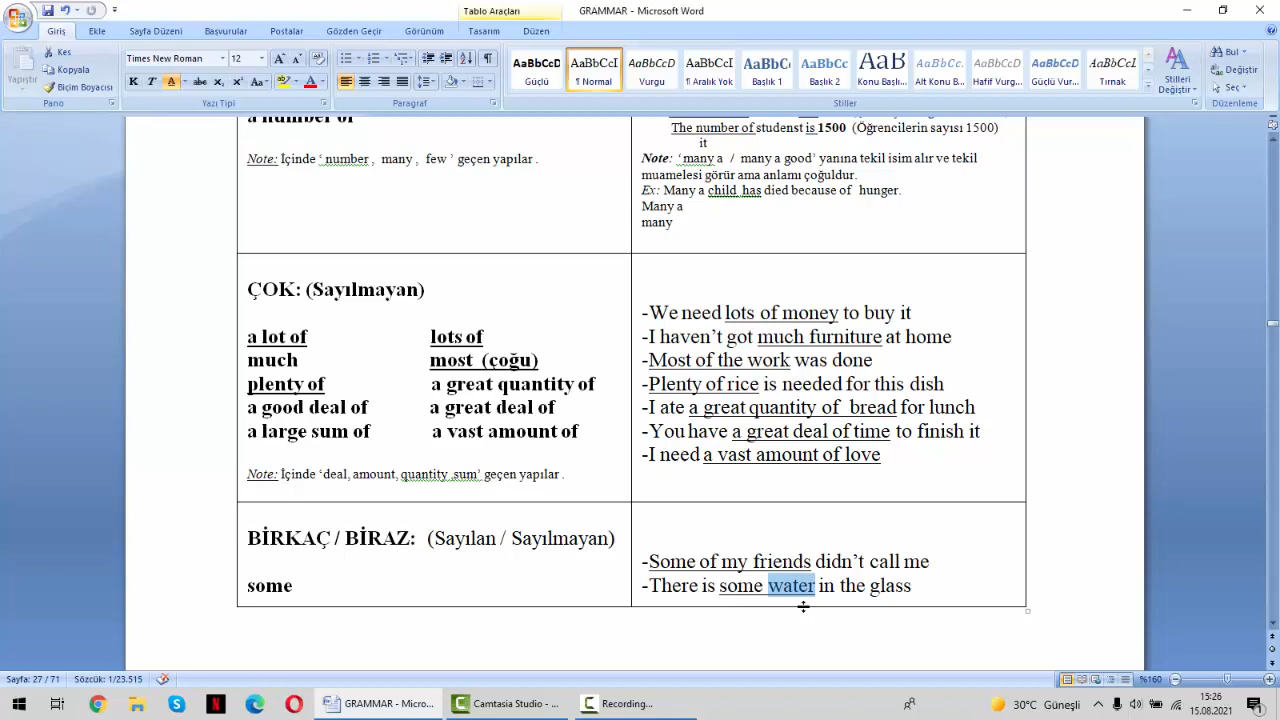 Tablo Araçları
GRAMMAR - Microsoft Word
Giriş Ekle Sayfa Düzeni Başvurular Postalar Gözden Geçir Görünüm Tasarım Düzen
Yapıştır
Kes
Kopyala
Biçim Boyacısı
Times New Roman 12
AaBbCcD AaBbCcI AaBbCcD AaBbCcI AaBbCc AaBbCc AaB AaBbCc. AaBbCcD AaBbCcD AaBbCcI
Güçlü ¶ Normal Vurgu ¶ Aralık Yok Başlık 1 Başlık 2 Konu Başlı... Alt Konu B... Hafif Vurg... Güçlü Vur... Tırnak
Stilleri Değiştir
Bul
Değiştir
Seç
Pano Yazı Tipi Paragraf Stiller Düzenleme
a number of
Note: İçinde ‘ number , many , few ’ geçen yapılar .
The number of studenst is 1500 (Öğrencilerin sayısı 1500)
it
Note: ‘many a / many a good’ yanına tekil isim alır ve tekil
muamelesi görür ama anlamı çoğuldur.
Ex: Many a child has died because of hunger.
Many a
many
ÇOK: (Sayılmayan)
a lot of lots of
much most (çoğu)
plenty of a great quantity of
a good deal of a great deal of
a large sum of a vast amount of
Note: İçinde ‘deal, amount, quantity ,sum’ geçen yapılar .
-We need lots of money to buy it
-I haven’t got much furniture at home
-Most of the work was done
-Plenty of rice is needed for this dish
-I ate a great quantity of bread for lunch
-You have a great deal of time to finish it
-I need a vast amount of love
BİRKAÇ / BİRAZ: (Sayılan / Sayılmayan)
some
-Some of my friends didn’t call me
-There is some water in the glass
Sayfa: 27 / 71 Sözcük: 1/23.515 %160
GRAMMAR - Micro... Camtasia Studio - ... Recording... 30°C Güneşli 15:26
15.08.2021